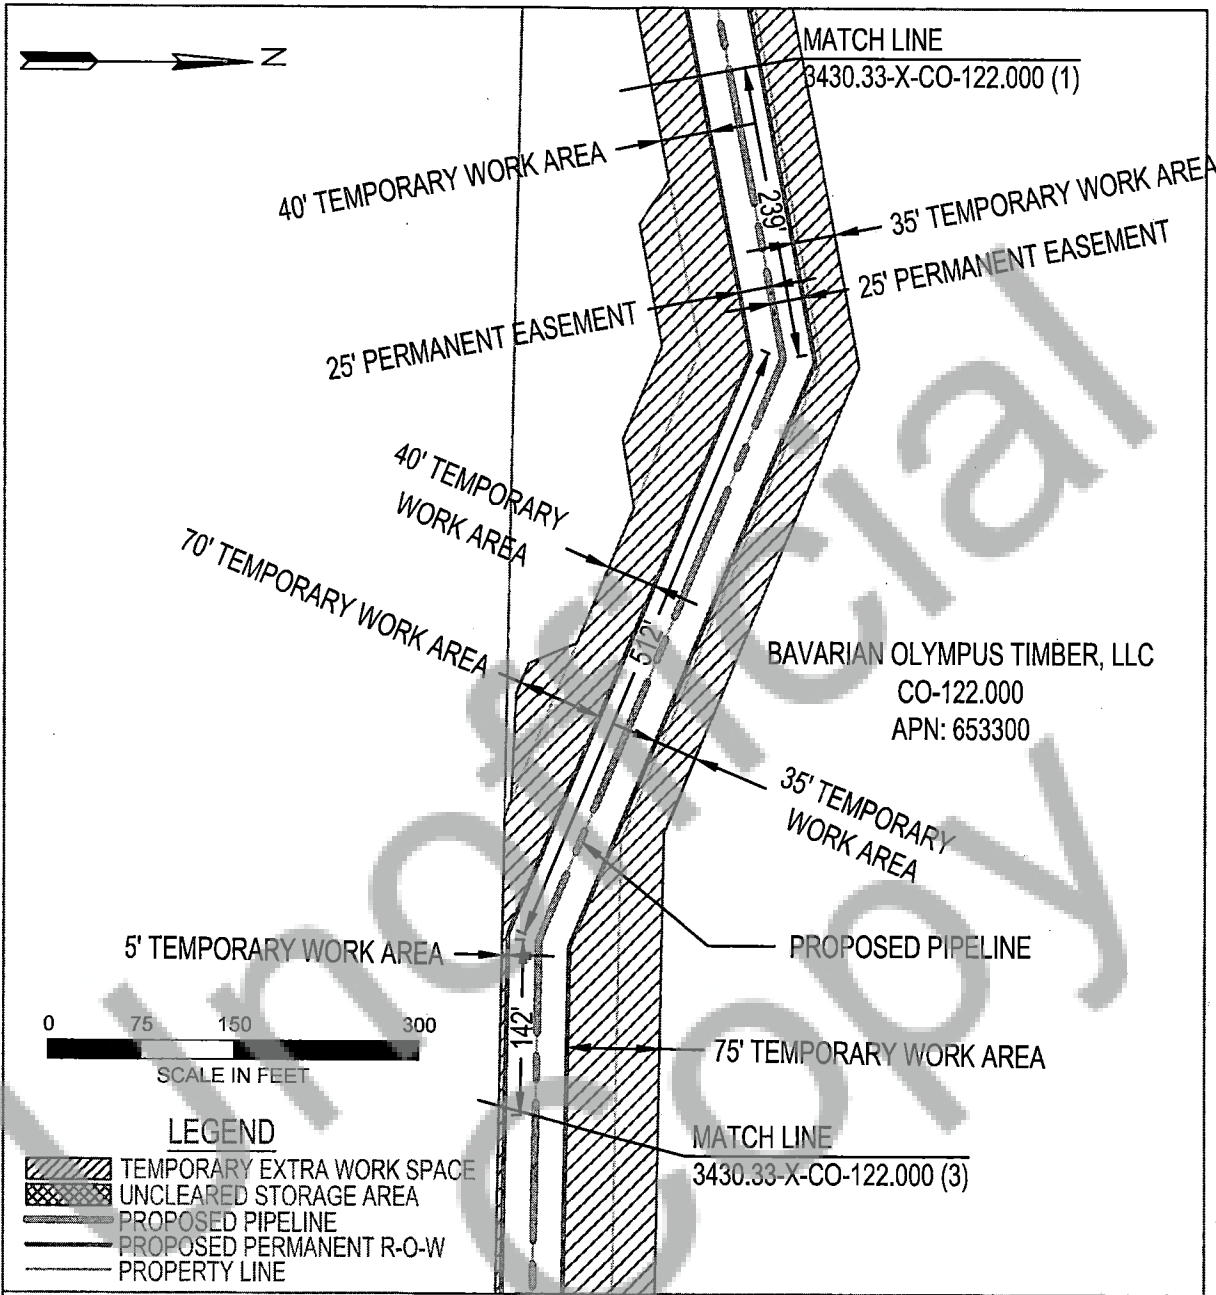 N
MATCH LINE
3430.33-X-CO-122.000 (1)
40' TEMPORARY WORK AREA
239'
35' TEMPORARY WORK AREA
25' PERMANENT EASEMENT
25' PERMANENT EASEMENT
40' TEMPORARY
WORK AREA
70' TEMPORARY WORK AREA
512'
BAVARIAN OLYMPUS TIMBER, LLC
CO-122.000
APN: 653300
35' TEMPORARY
WORK AREA
5' TEMPORARY WORK AREA
PROPOSED PIPELINE
0 75 150 300
SCALE IN FEET
142'
75' TEMPORARY WORK AREA
MATCH LINE
3430.33-X-CO-122.000 (3)
LEGEND
TEMPORARY EXTRA WORK SPACE
UNCLEARED STORAGE AREA
PROPOSED PIPELINE
PROPOSED PERMANENT R-O-W
PROPERTY LINE
Unofficial
Copy